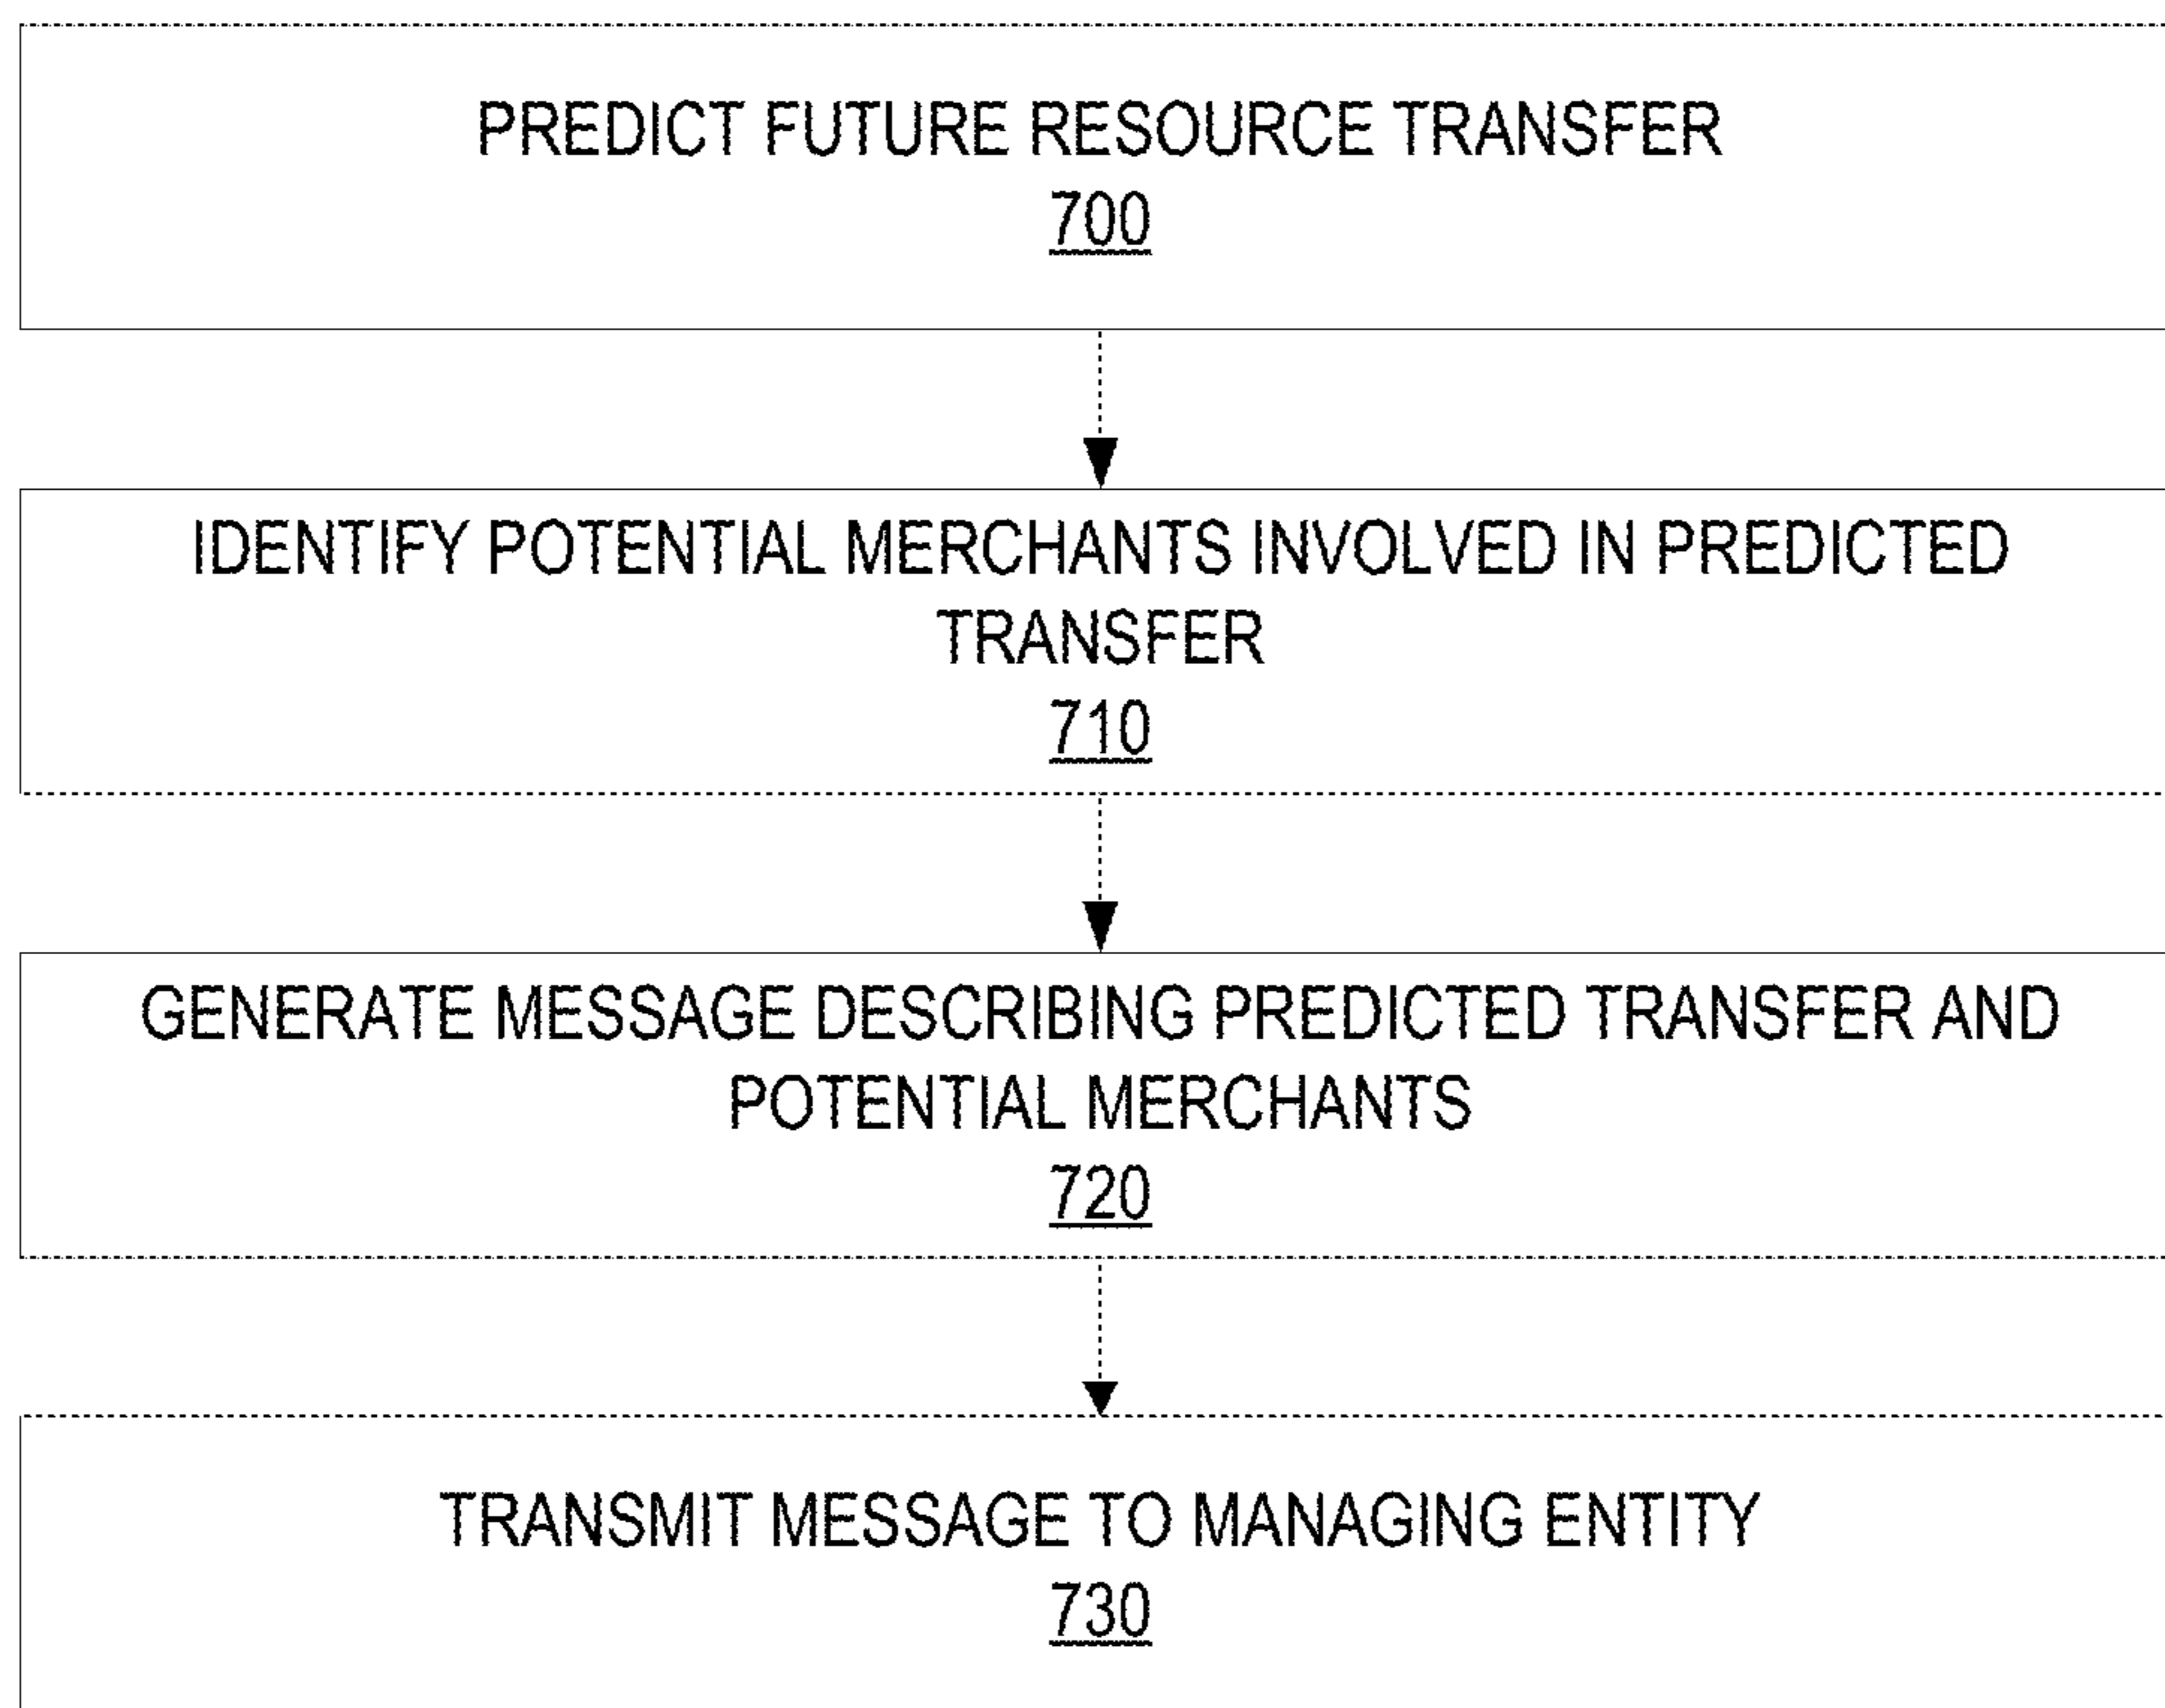 PREDICT FUTURE RESOURCE TRANSFER
700
IDENTIFY POTENTIAL MERCHANTS INVOLVED IN PREDICTED
TRANSFER
710
GENERATE MESSAGE DESCRIBING PREDICTED TRANSFER AND
POTENTIAL MERCHANTS
720
TRANSMIT MESSAGE TO MANAGING ENTITY
730